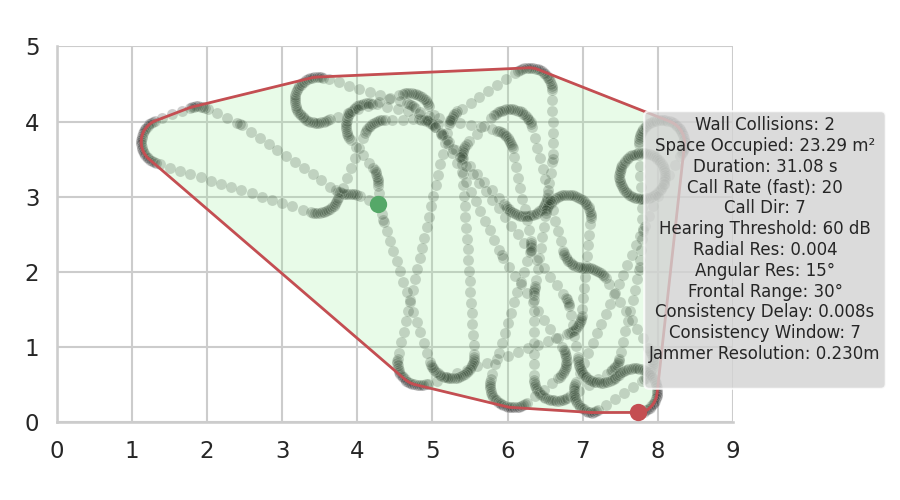 5
4
3
2
1
0
0 1 2 3 4 5 6 7 8 9
Wall Collisions: 2
Space Occupied: 23.29 m²
Duration: 31.08 s
Call Rate (fast): 20
Call Dir: 7
Hearing Threshold: 60 dB
Radial Res: 0.004
Angular Res: 15°
Frontal Range: 30°
Consistency Delay: 0.008s
Consistency Window: 7
Jammer Resolution: 0.230m